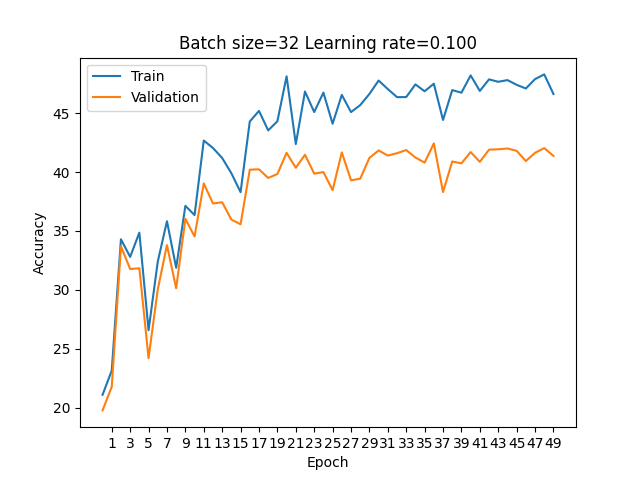 Batch size=32 Learning rate=0.100
Train
Validation
45
40
35
30
25
20
Accuracy
1 3 5 7 9 11 13 15 17 19 21 23 25 27 29 31 33 35 37 39 41 43 45 47 49
Epoch